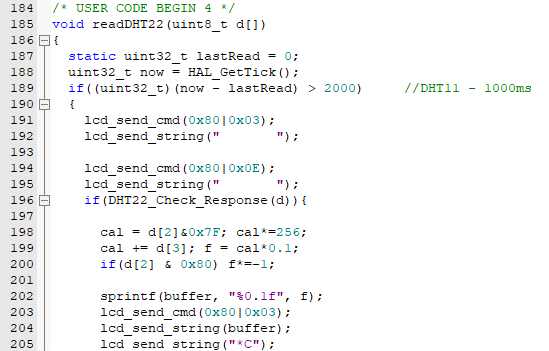 184 /* USER CODE BEGIN 4 */
185 void readDHT22(uint8_t d[])
186 {
187 static uint32_t lastRead = 0;
188 uint32_t now = HAL_GetTick();
189 if((uint32_t)(now - lastRead) > 2000) //DHT11 - 1000ms
190 {
191 lcd_send_cmd(0x80|0x03);
192 lcd_send_string("       ");
193
194 lcd_send_cmd(0x80|0x0E);
195 lcd_send_string("       ");
196 if(DHT22_Check_Response(d)){
197
198 cal = d[2]&0x7F; cal*=256;
199 cal += d[3]; f = cal*0.1;
200 if(d[2] & 0x80) f*=-1;
201
202 sprintf(buffer, "%0.1f", f);
203 lcd_send_cmd(0x80|0x03);
204 lcd_send_string(buffer);
205 lcd_send_string("*C");